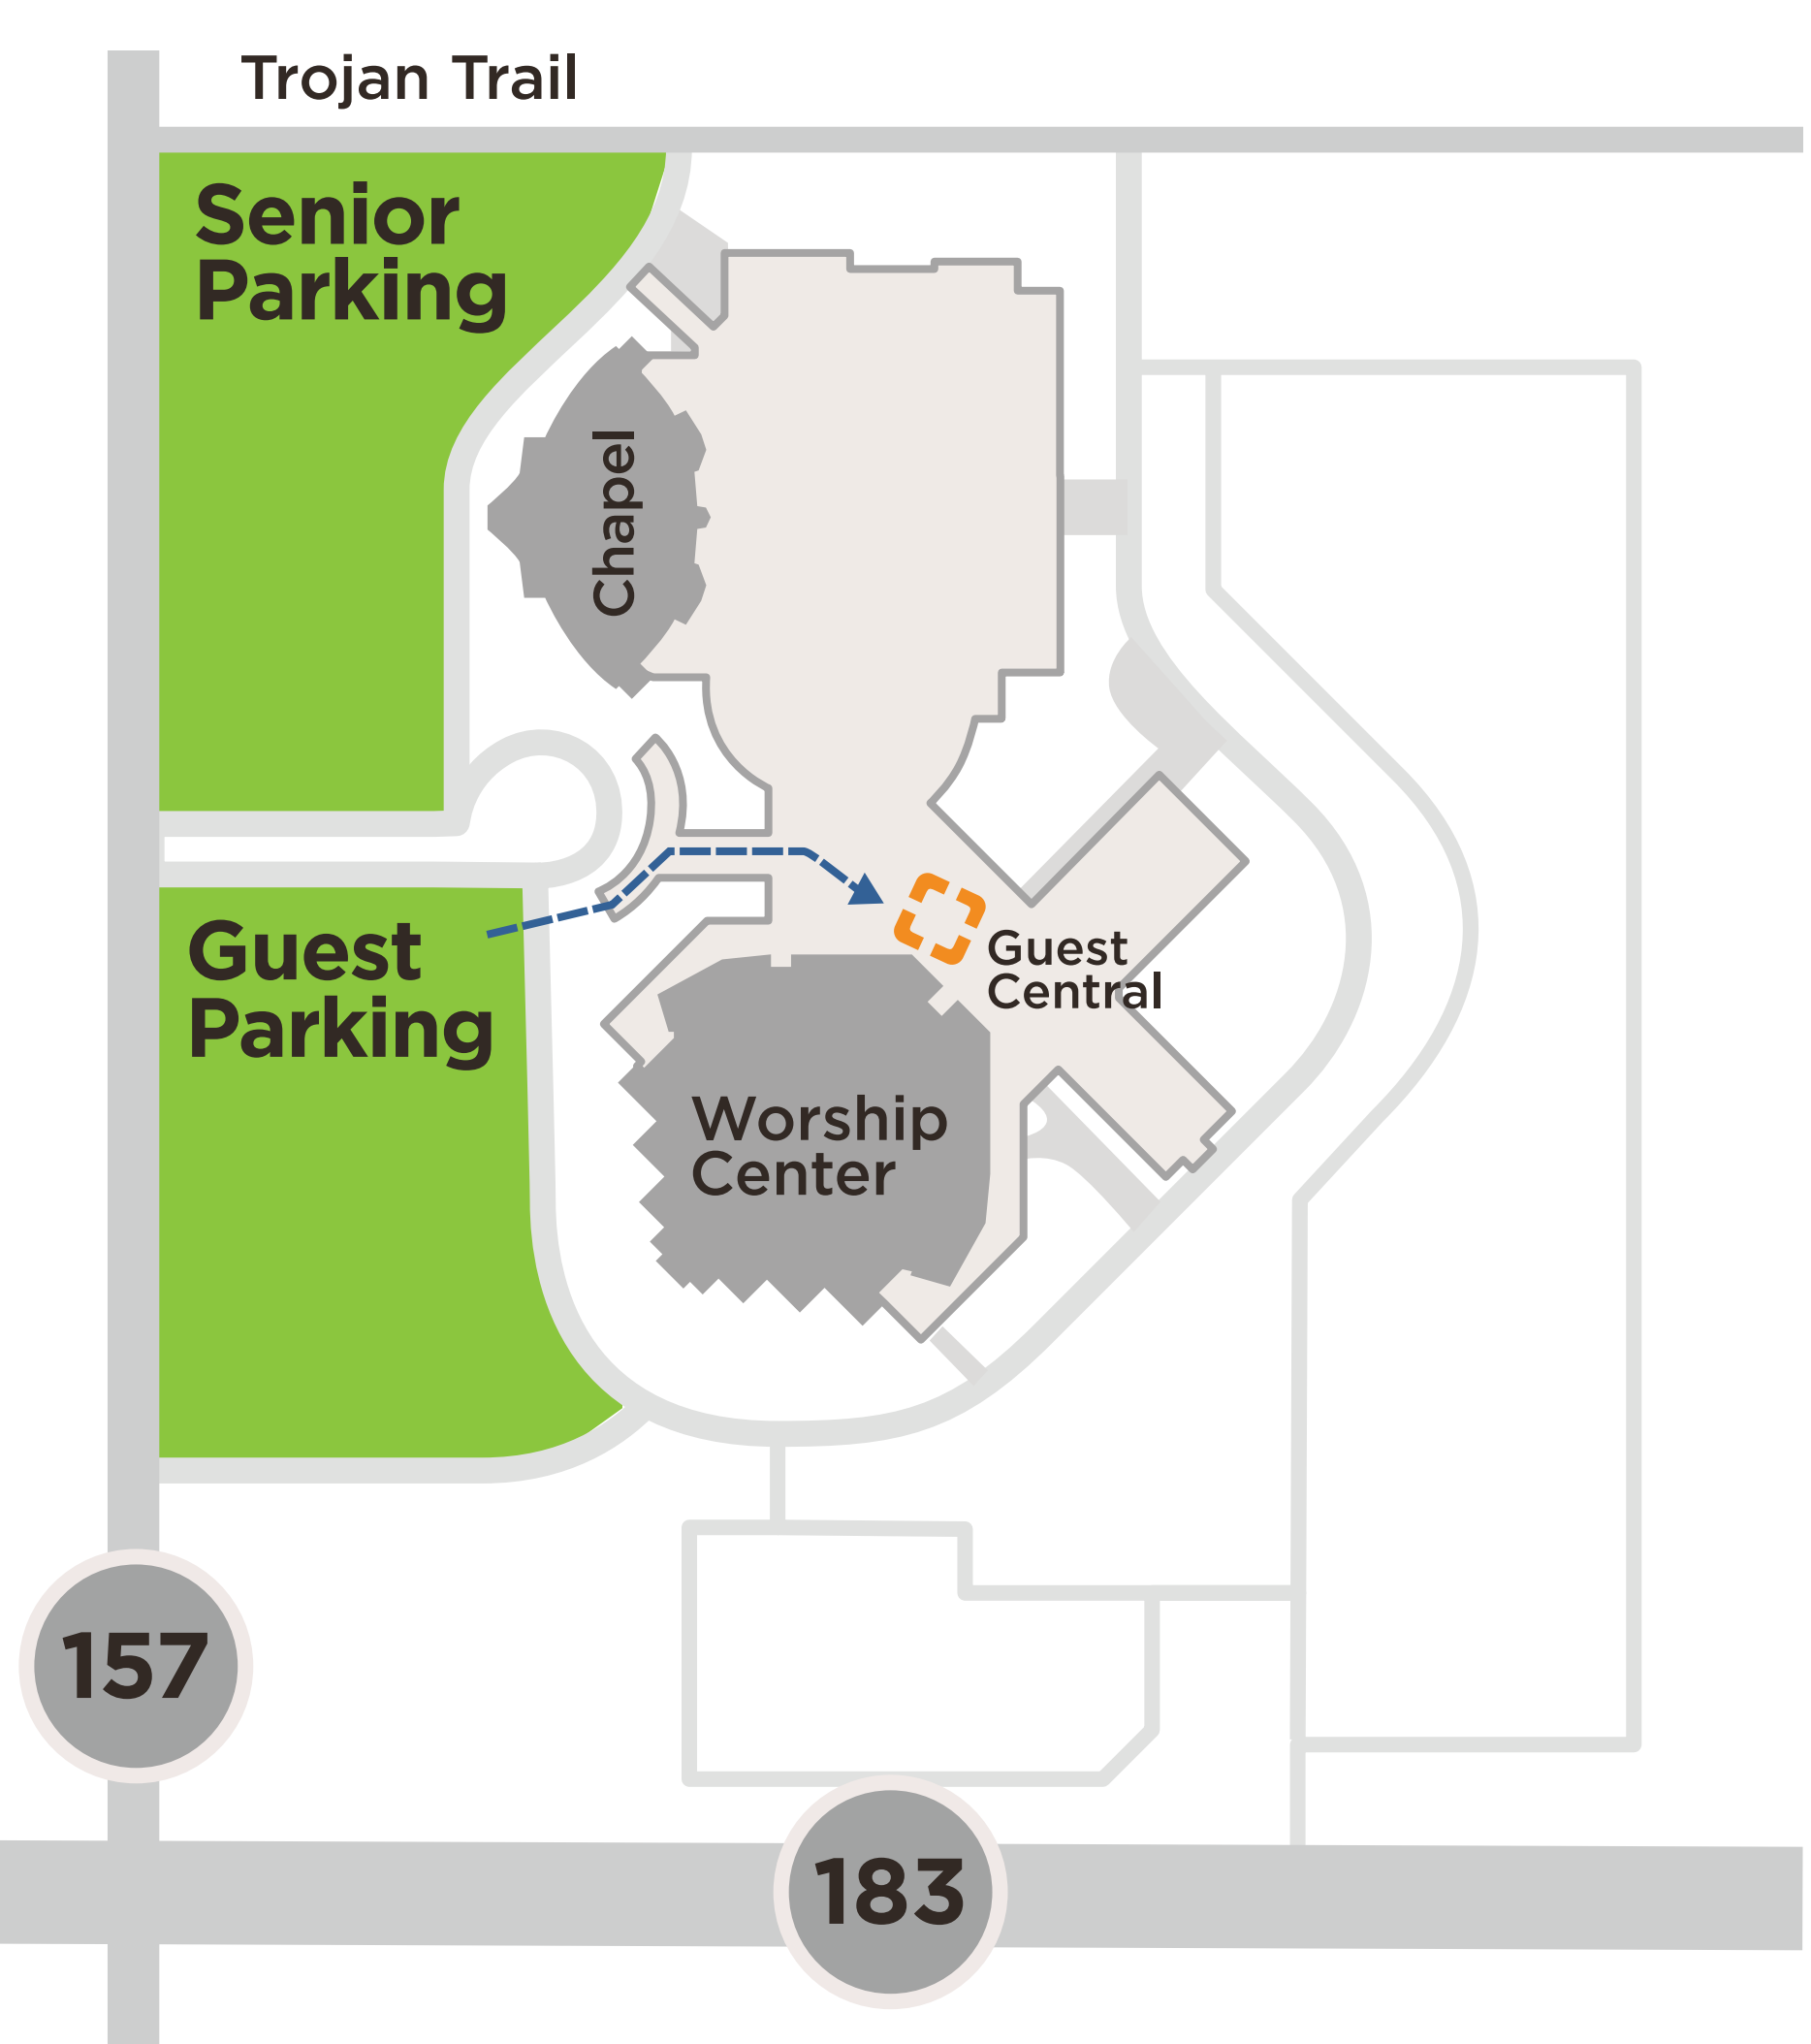 Trojan Trail
Senior
Parking
Chapel
Guest
Parking
Guest
Central
Worship
Center
157
183